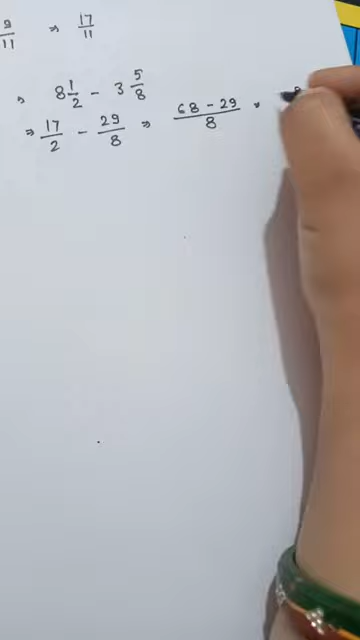 9/11 ⇒ 17/11
⇒ 8 1/2 - 3 5/8
⇒ 17/2 - 29/8 ⇒ (68 - 29)/8 ⇒